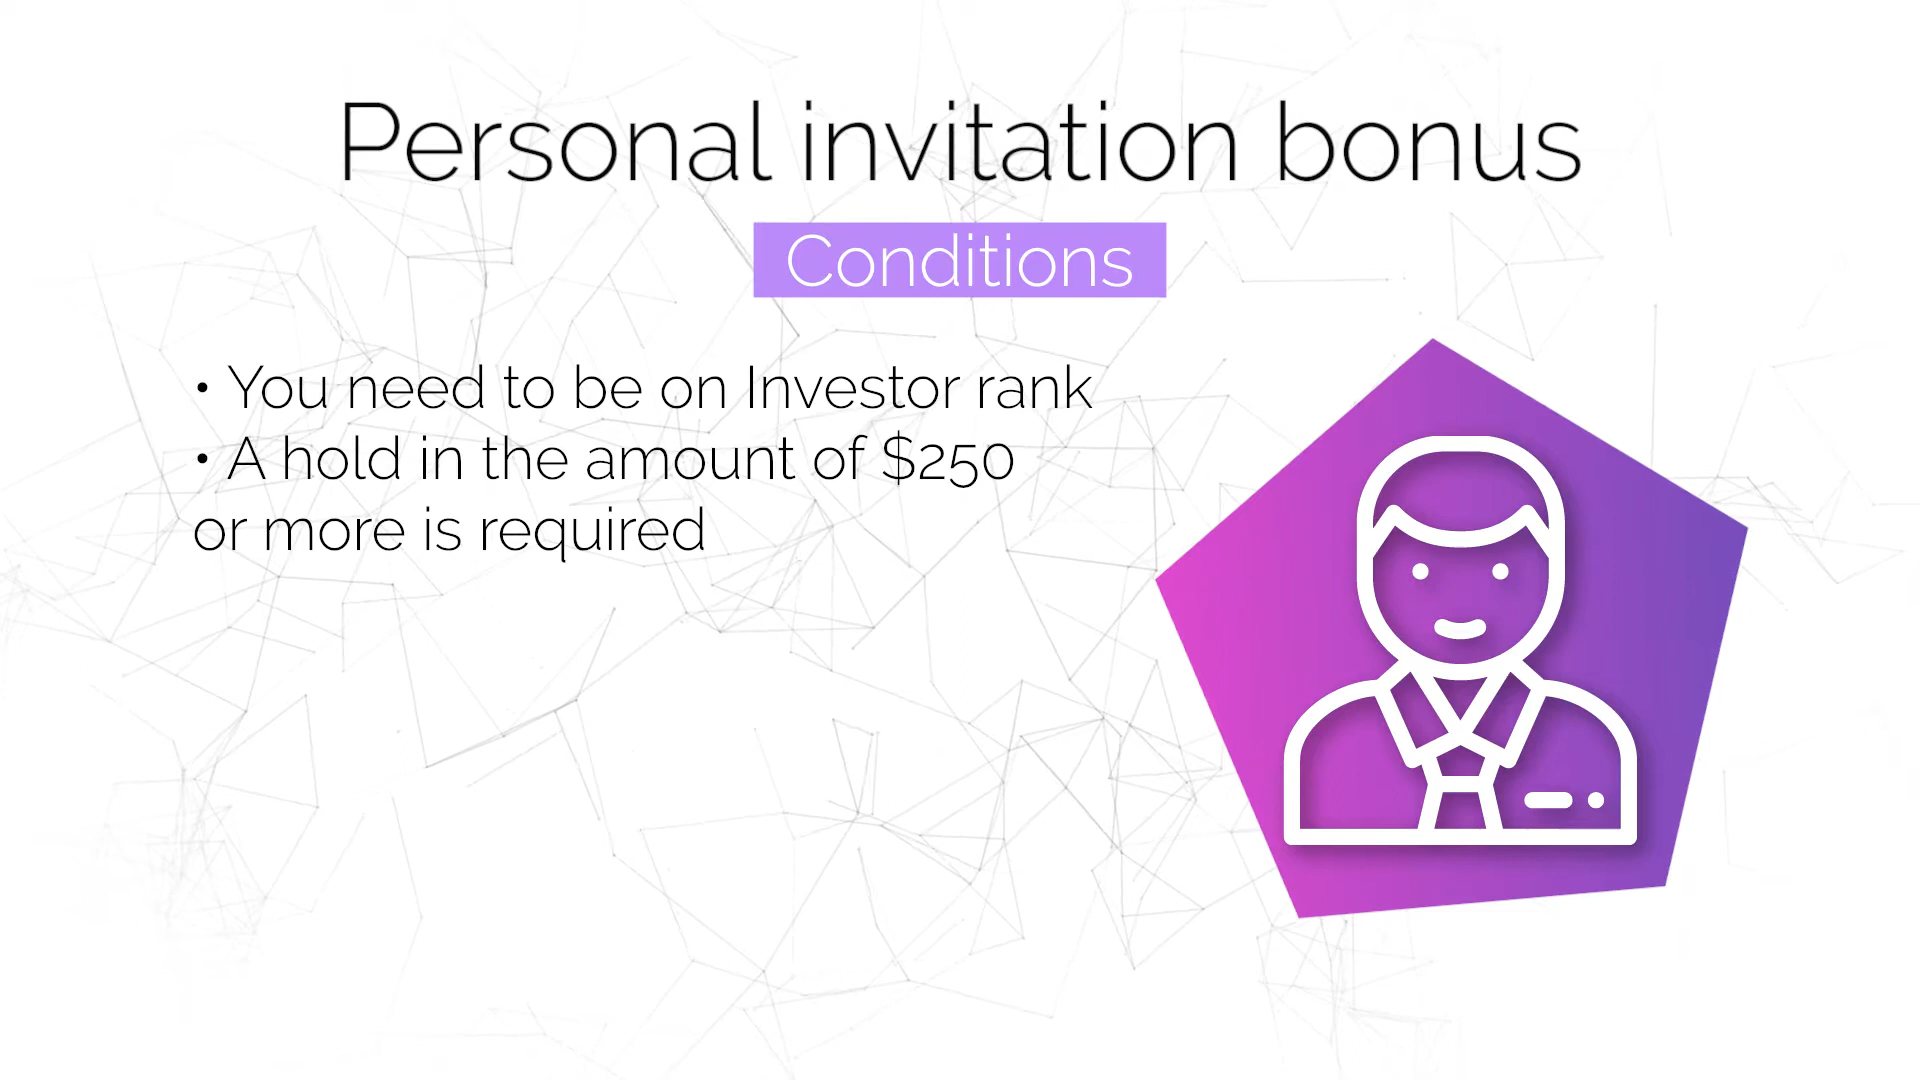 Personal invitation bonus
Conditions
• You need to be on Investor rank
• A hold in the amount of $250
or more is required